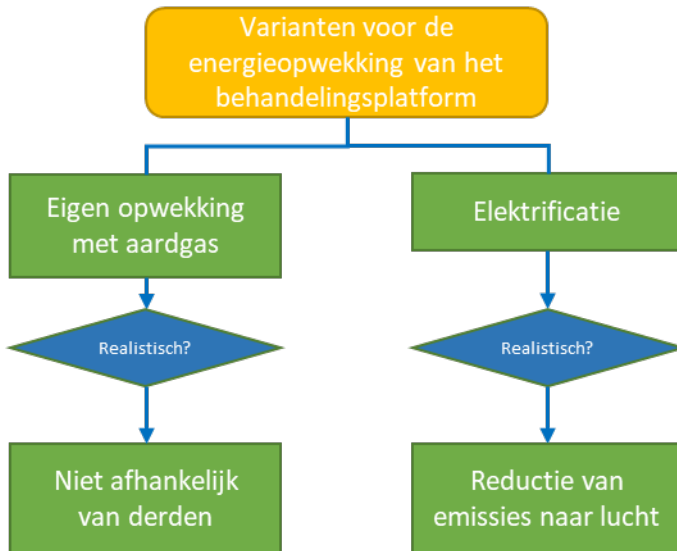 Varianten voor de
energieopwekking van het
behandelingsplatform
Eigen opwekking
met aardgas
Elektrificatie
Realistisch?
Realistisch?
Niet afhankelijk
van derden
Reductie van
emissies naar lucht